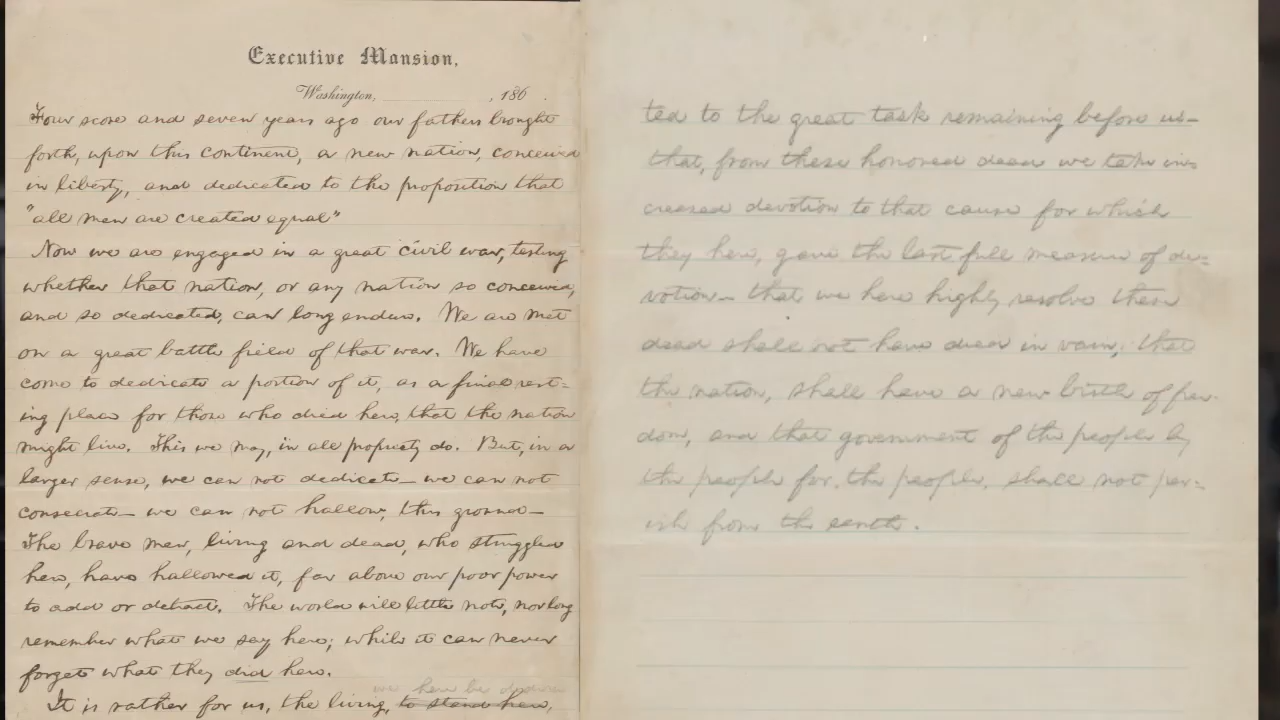 Executive Mansion,
Washington, , 186 .
Four score and seven years ago our fathers brought
forth, upon this continent, a new nation, conceived
in liberty, and dedicated to the proposition that
"all men are created equal"
Now we are engaged in a great civil war, testing
whether that nation, or any nation so conceived,
and so dedicated, can long endure. We are met
on a great battle field of that war. We have
come to dedicate a portion of it, as a final rest-
ing place for those who died here, that the nation
might live. This we may, in all propriety do. But, in a
larger sense, we can not dedicate— we can not
consecrate— we can not hallow, this ground—
The brave men, living and dead, who struggled
here, have hallowed it, far above our poor power
to add or detract. The world will little note, nor long
remember what we say here; while it can never
forget what they did here.
we here be dedica
It is rather for us, the living, to stand here,
ted to the great task remaining before us—
that, from these honored dead we take in-
creased devotion to that cause for which
they here, gave the last full measure of de-
votion— that we here highly resolve these
dead shall not have died in vain; that
the nation, shall have a new birth of free-
dom, and that government of the people by
the people for the people, shall not per-
ish from the earth.